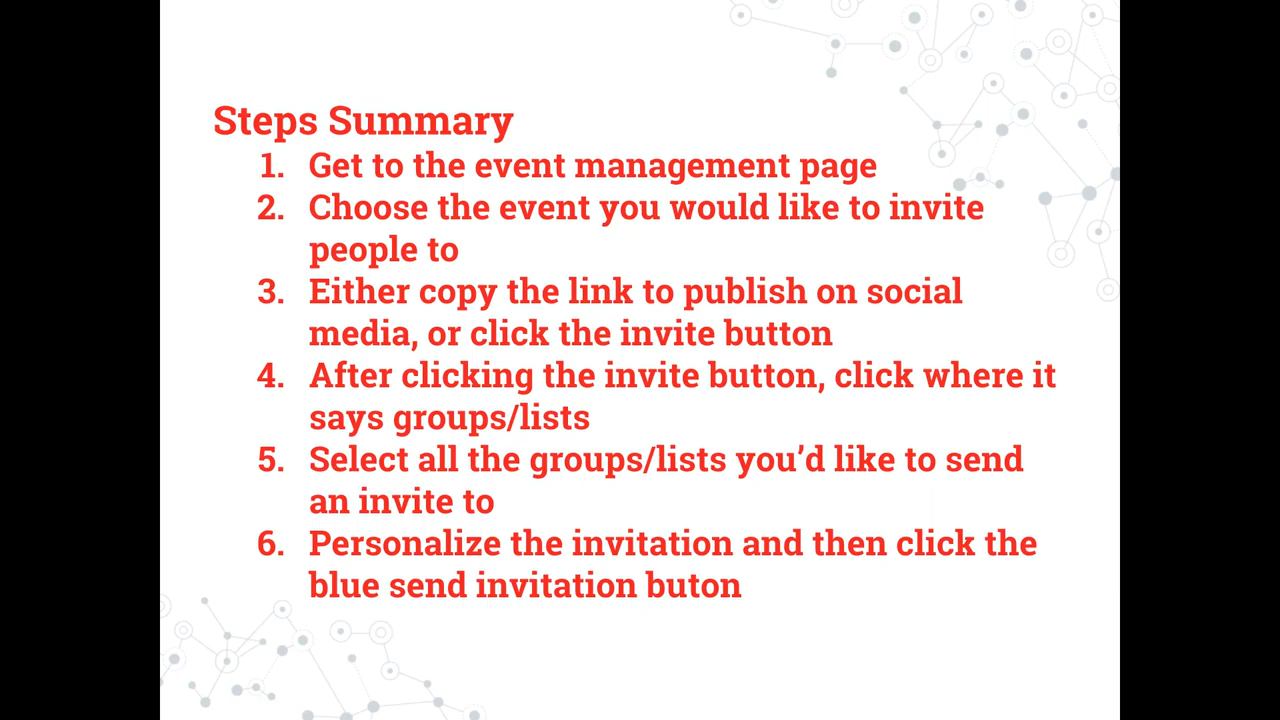 Steps Summary
1. Get to the event management page
2. Choose the event you would like to invite
people to
3. Either copy the link to publish on social
media, or click the invite button
4. After clicking the invite button, click where it
says groups/lists
5. Select all the groups/lists you’d like to send
an invite to
6. Personalize the invitation and then click the
blue send invitation buton